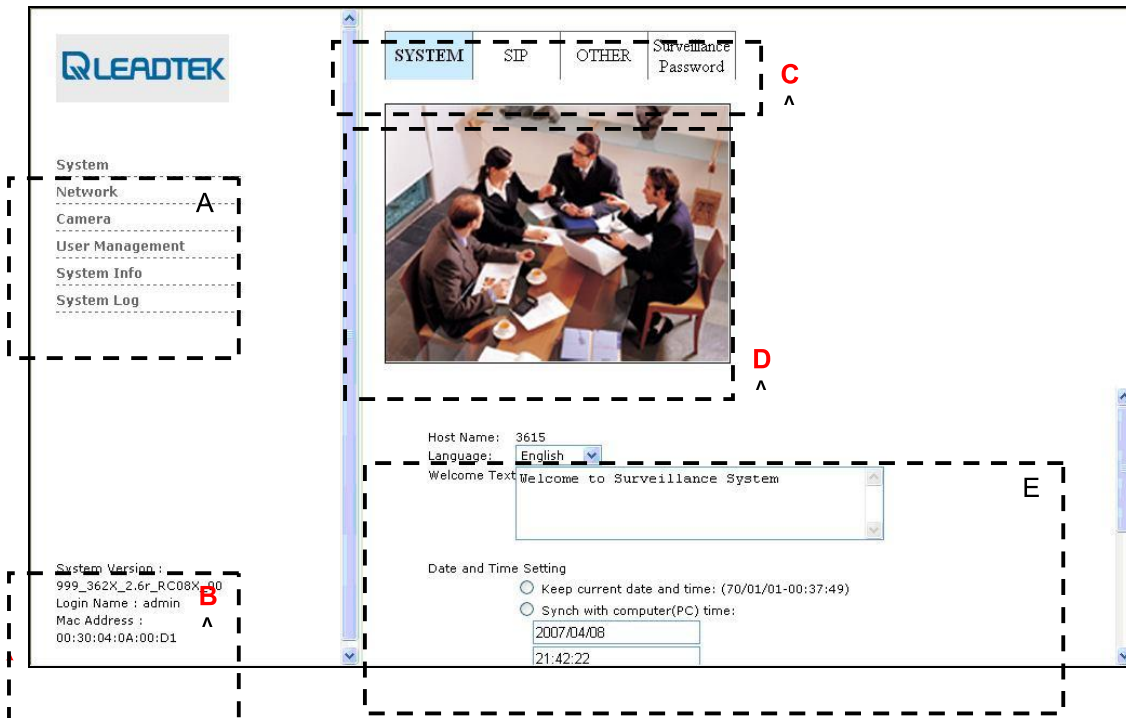 LEADTEK
System
Network
Camera
User Management
System Info
System Log
A
System Version :
999_362X_2.6r_RC08X_00
Login Name : admin
Mac Address :
00:30:04:0A:00:D1
B
^
SYSTEM
SIP
OTHER
Surveillance
Password
C
^
D
^
Host Name: 3615
Language: English
Welcome Text Welcome to Surveillance System
E
Date and Time Setting
Keep current date and time: (70/01/01-00:37:49)
Synch with computer(PC) time:
2007/04/08
21:42:22